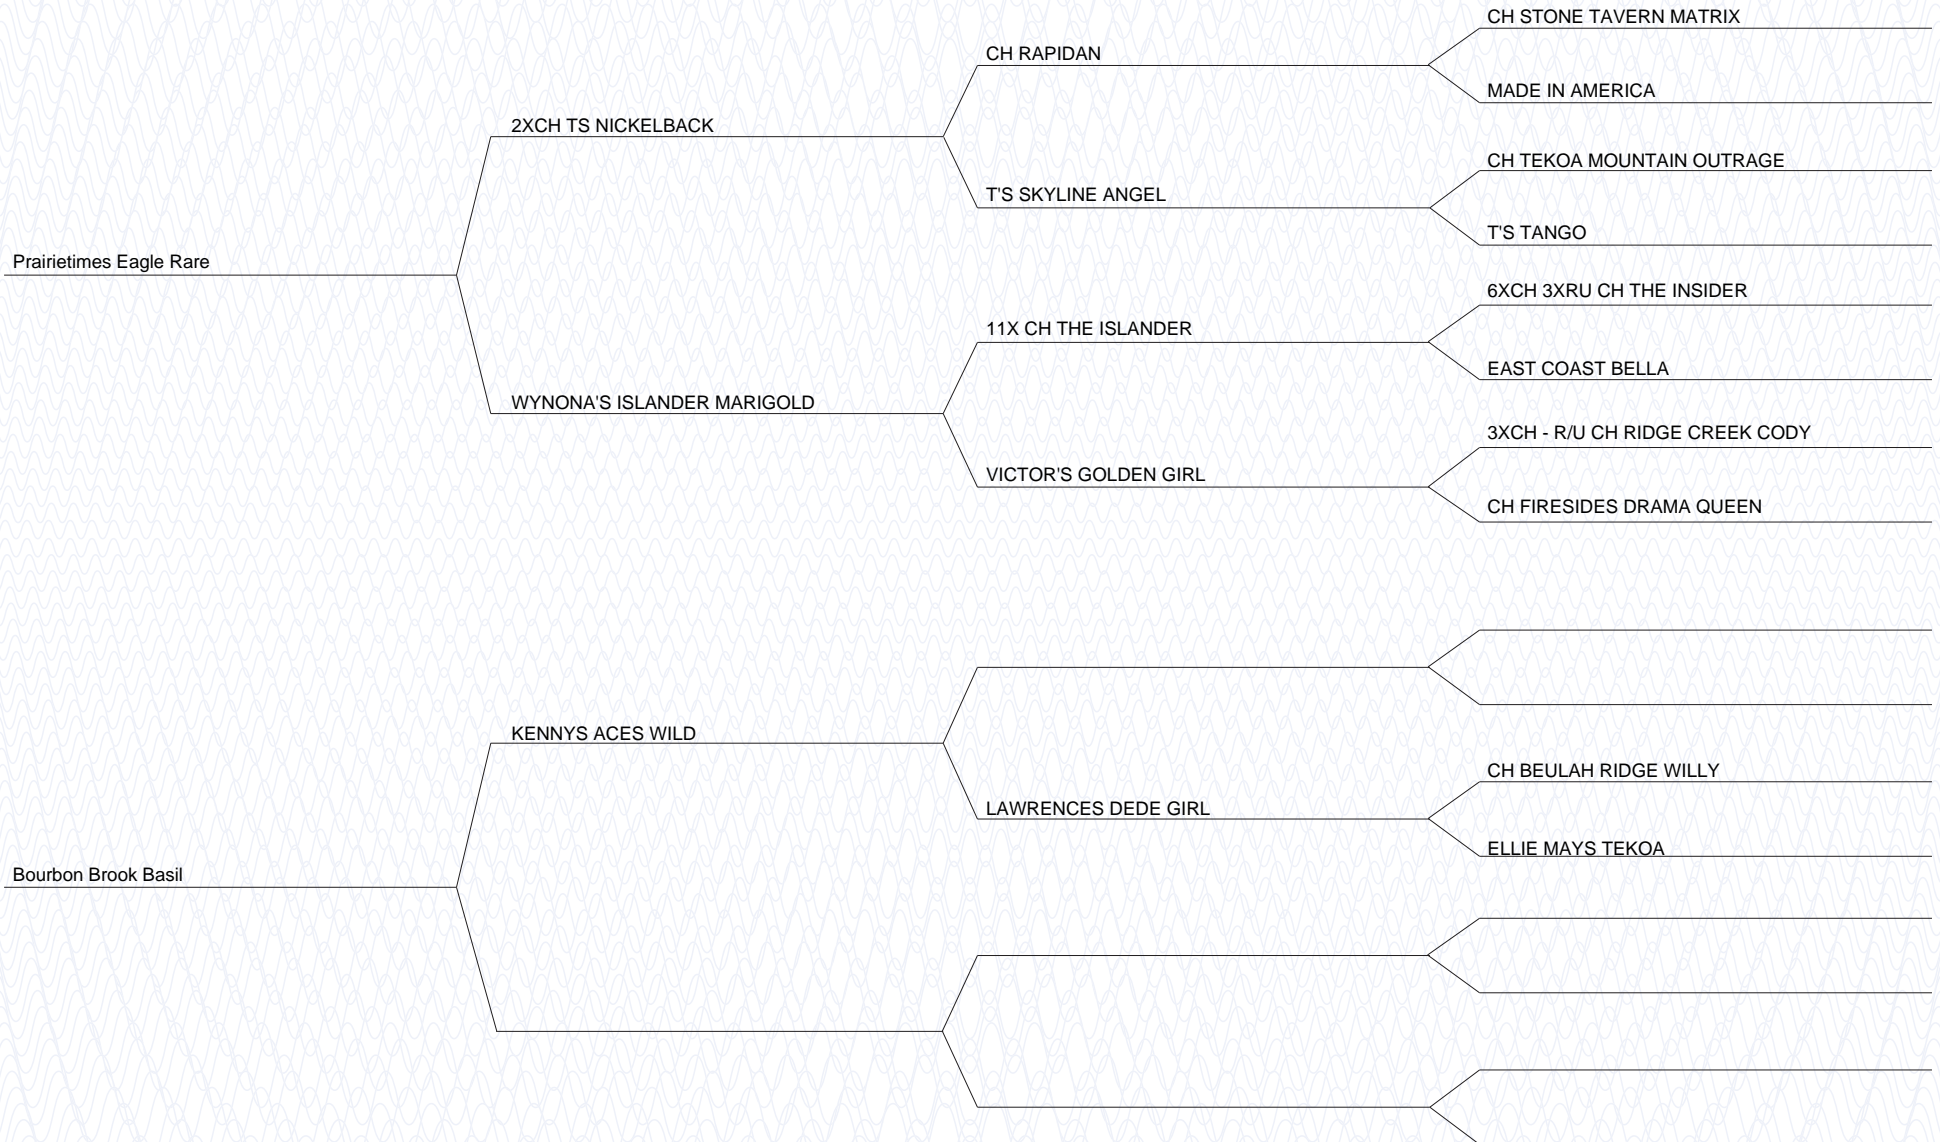 CH STONE TAVERN MATRIX
CH RAPIDAN
MADE IN AMERICA
2XCH TS NICKELBACK
CH TEKOA MOUNTAIN OUTRAGE
T'S SKYLINE ANGEL
T'S TANGO
Prairietimes Eagle Rare
6XCH 3XRU CH THE INSIDER
11X CH THE ISLANDER
EAST COAST BELLA
WYNONA'S ISLANDER MARIGOLD
3XCH - R/U CH RIDGE CREEK CODY
VICTOR'S GOLDEN GIRL
CH FIRESIDES DRAMA QUEEN
KENNYS ACES WILD
CH BEULAH RIDGE WILLY
LAWRENCES DEDE GIRL
ELLIE MAYS TEKOA
Bourbon Brook Basil